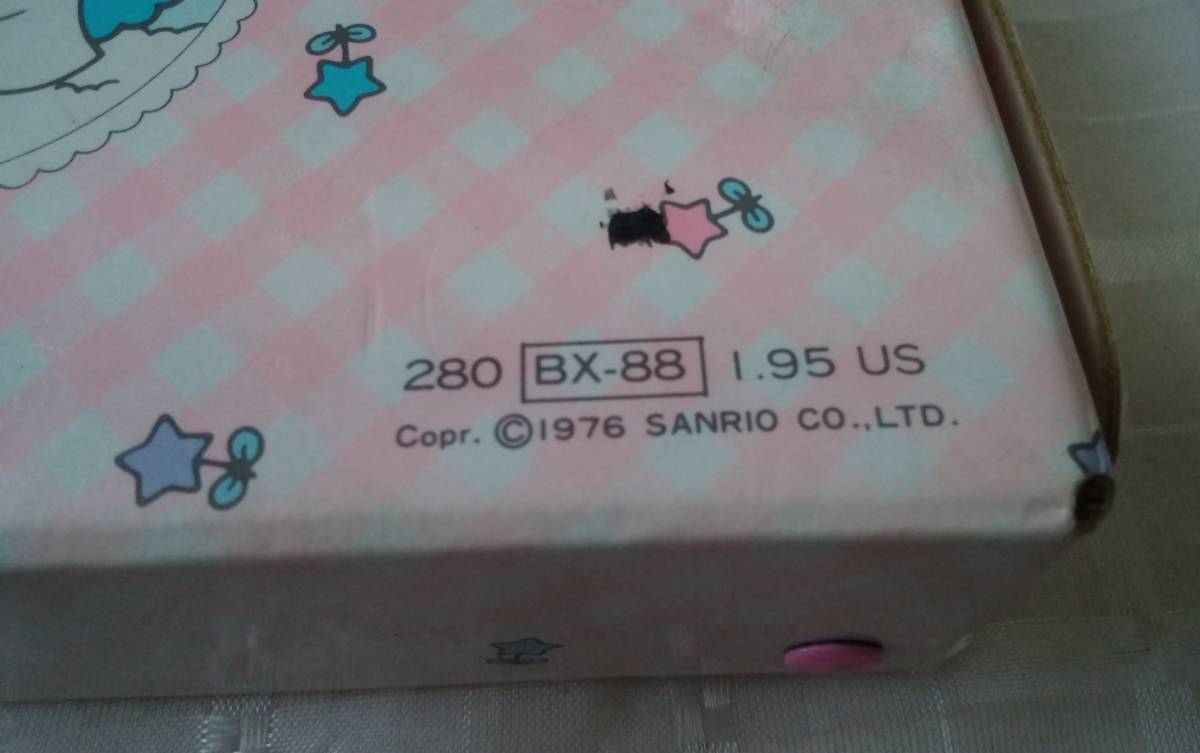 280 BX-88 1.95 US
Copr. ©1976 SANRIO CO.,LTD.